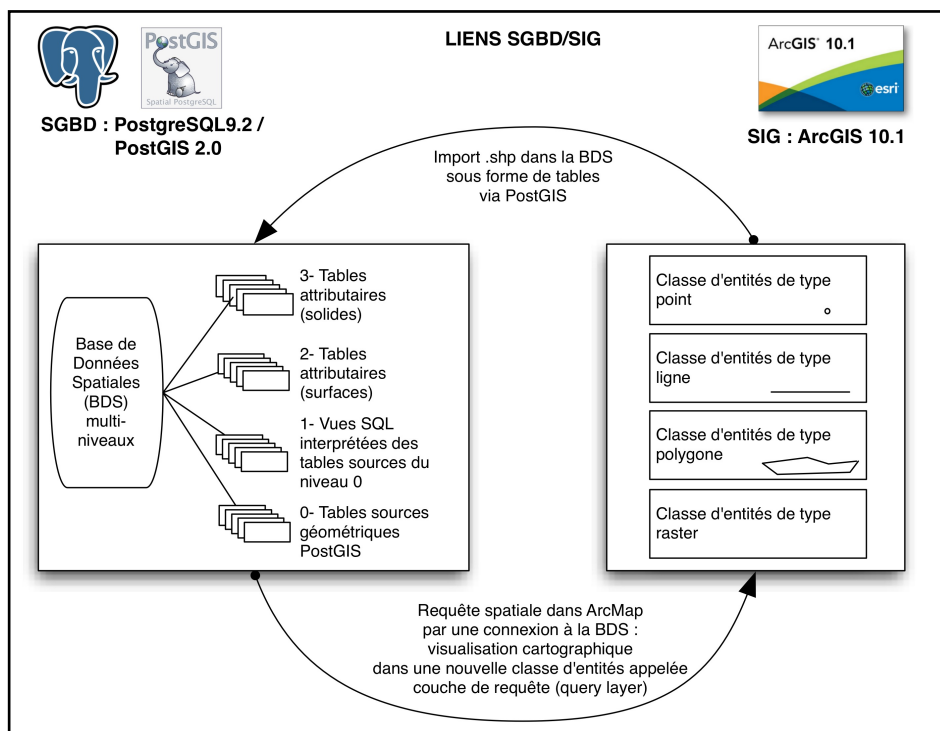 LIENS SGBD/SIG
PostGIS
Spatial PostgreSQL
SGBD : PostgreSQL9.2 /
PostGIS 2.0
ArcGIS® 10.1
esri
SIG : ArcGIS 10.1
Import .shp dans la BDS
sous forme de tables
via PostGIS
Base de
Données
Spatiales
(BDS)
multi-
niveaux
3- Tables
attributaires
(solides)
2- Tables
attributaires
(surfaces)
1- Vues SQL
interprétées des
tables sources du
niveau 0
0- Tables sources
géométriques
PostGIS
Classe d'entités de type
point
Classe d'entités de type
ligne
Classe d'entités de type
polygone
Classe d'entités de type
raster
Requête spatiale dans ArcMap
par une connexion à la BDS :
visualisation cartographique
dans une nouvelle classe d'entités appelée
couche de requête (query layer)